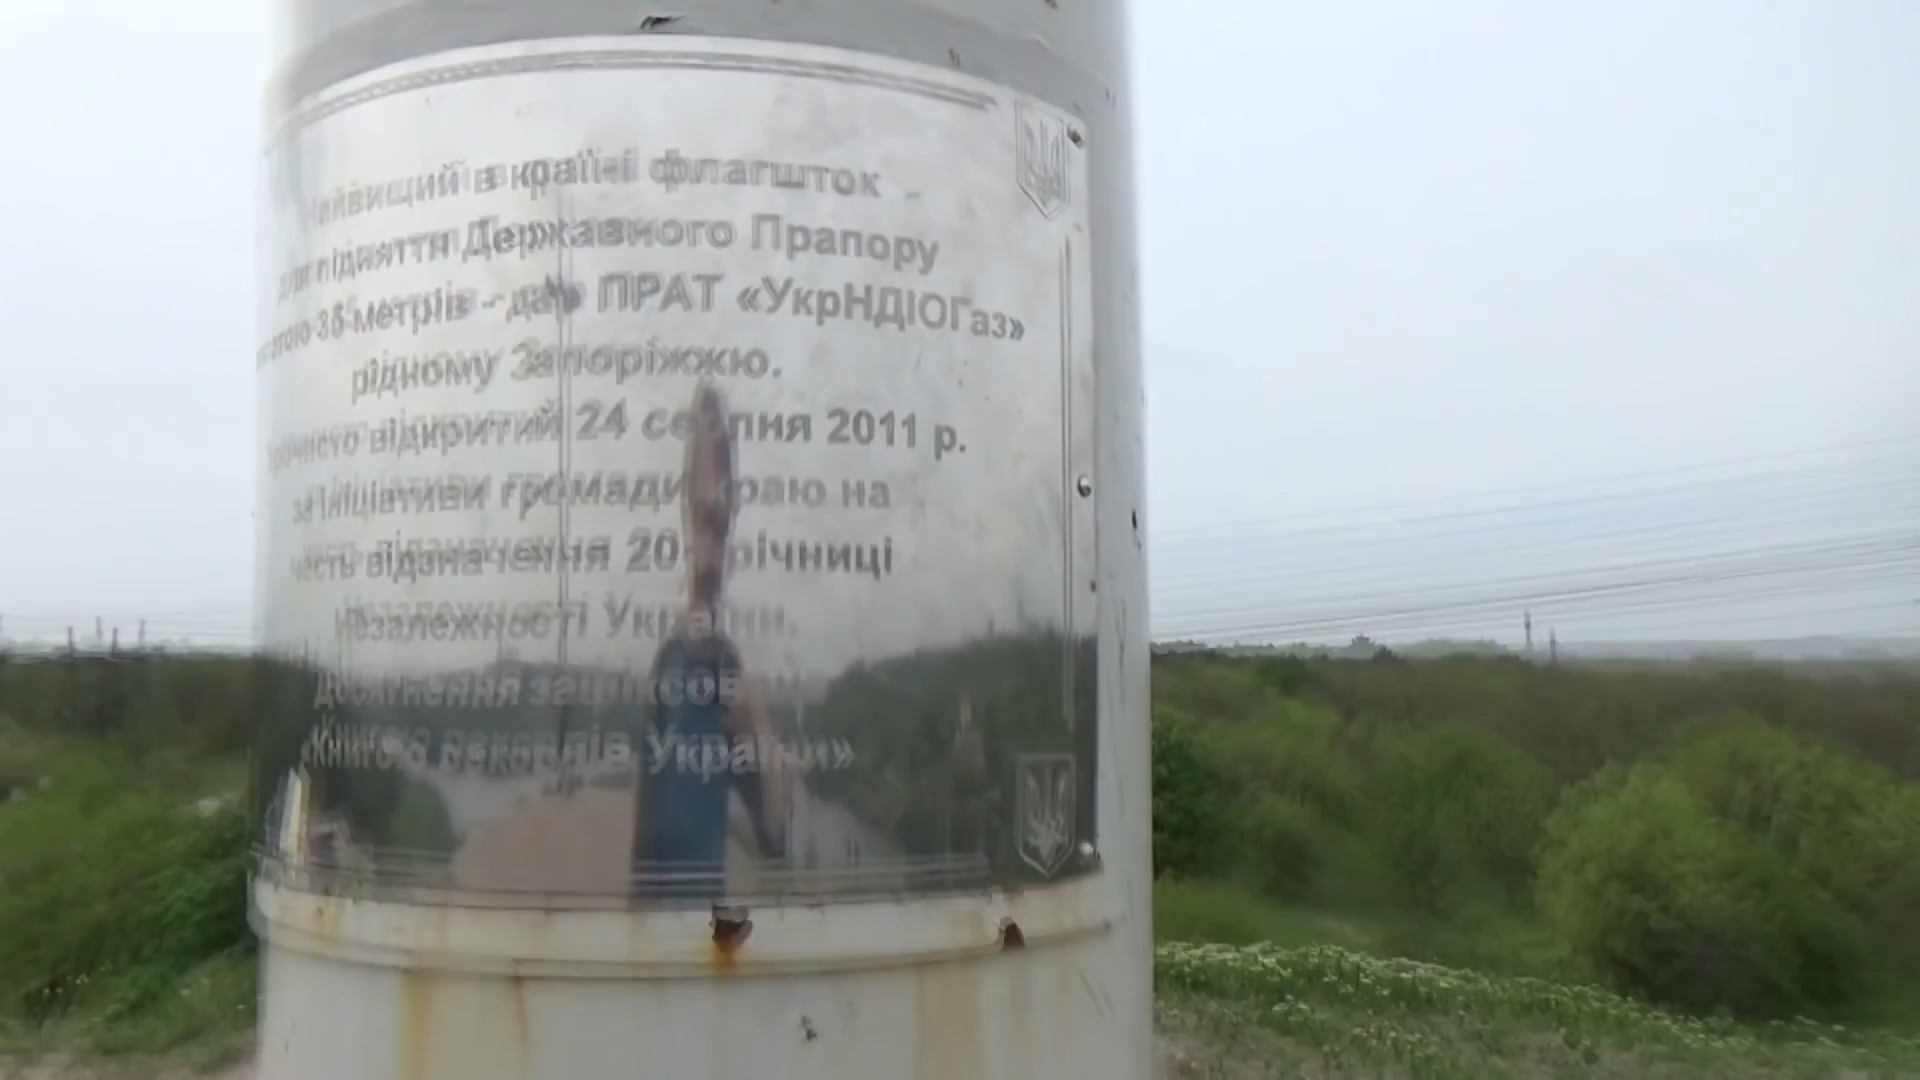 Найвищий в країні флагшток
для підняття Державного Прапору
висотою 35 метрів - дар ПРАТ «УкрНДІОГаз»
рідному Запоріжжю.
Урочисто відкритий 24 серпня 2011 р.
за ініціативи громади краю на
честь відзначення 20- річниці
Незалежності України.
Досягнення зафіксовано
«Книгою рекордів України»